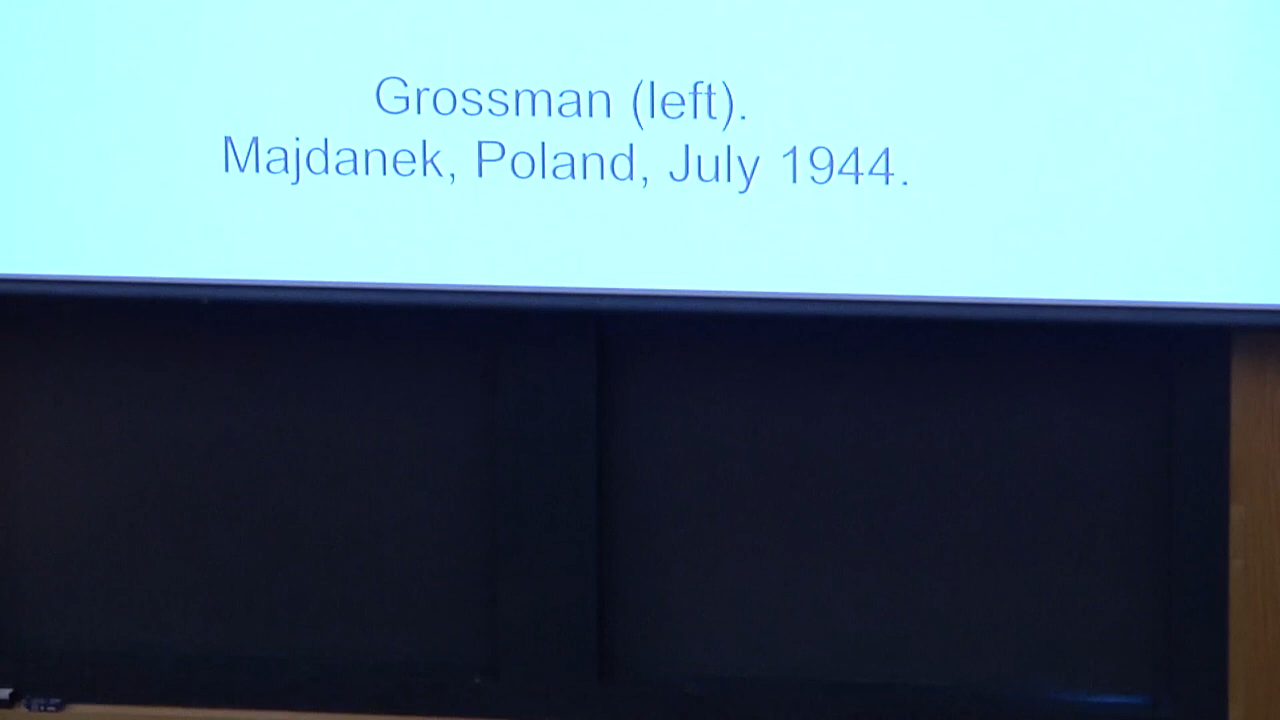 Grossman (left).
Majdanek, Poland, July 1944.